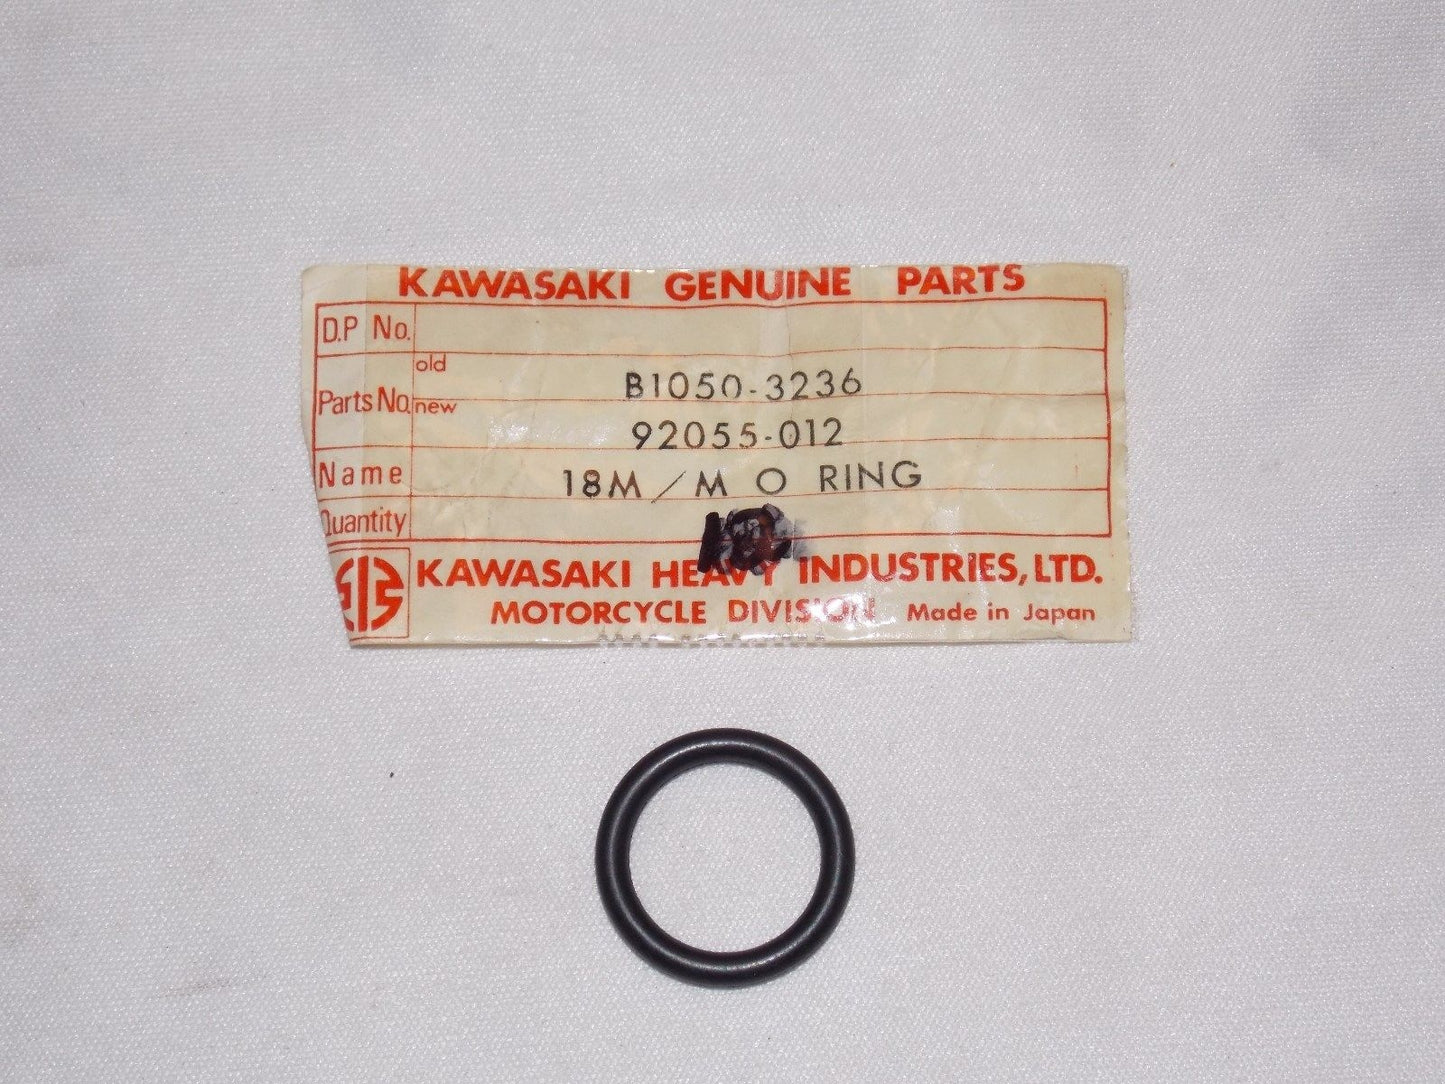 KAWASAKI GENUINE PARTS
D.P No.
Parts No. old B1050-3236
new 92055-012
Name 18M/M O RING
Quantity
KAWASAKI HEAVY INDUSTRIES, LTD.
MOTORCYCLE DIVISION Made in Japan